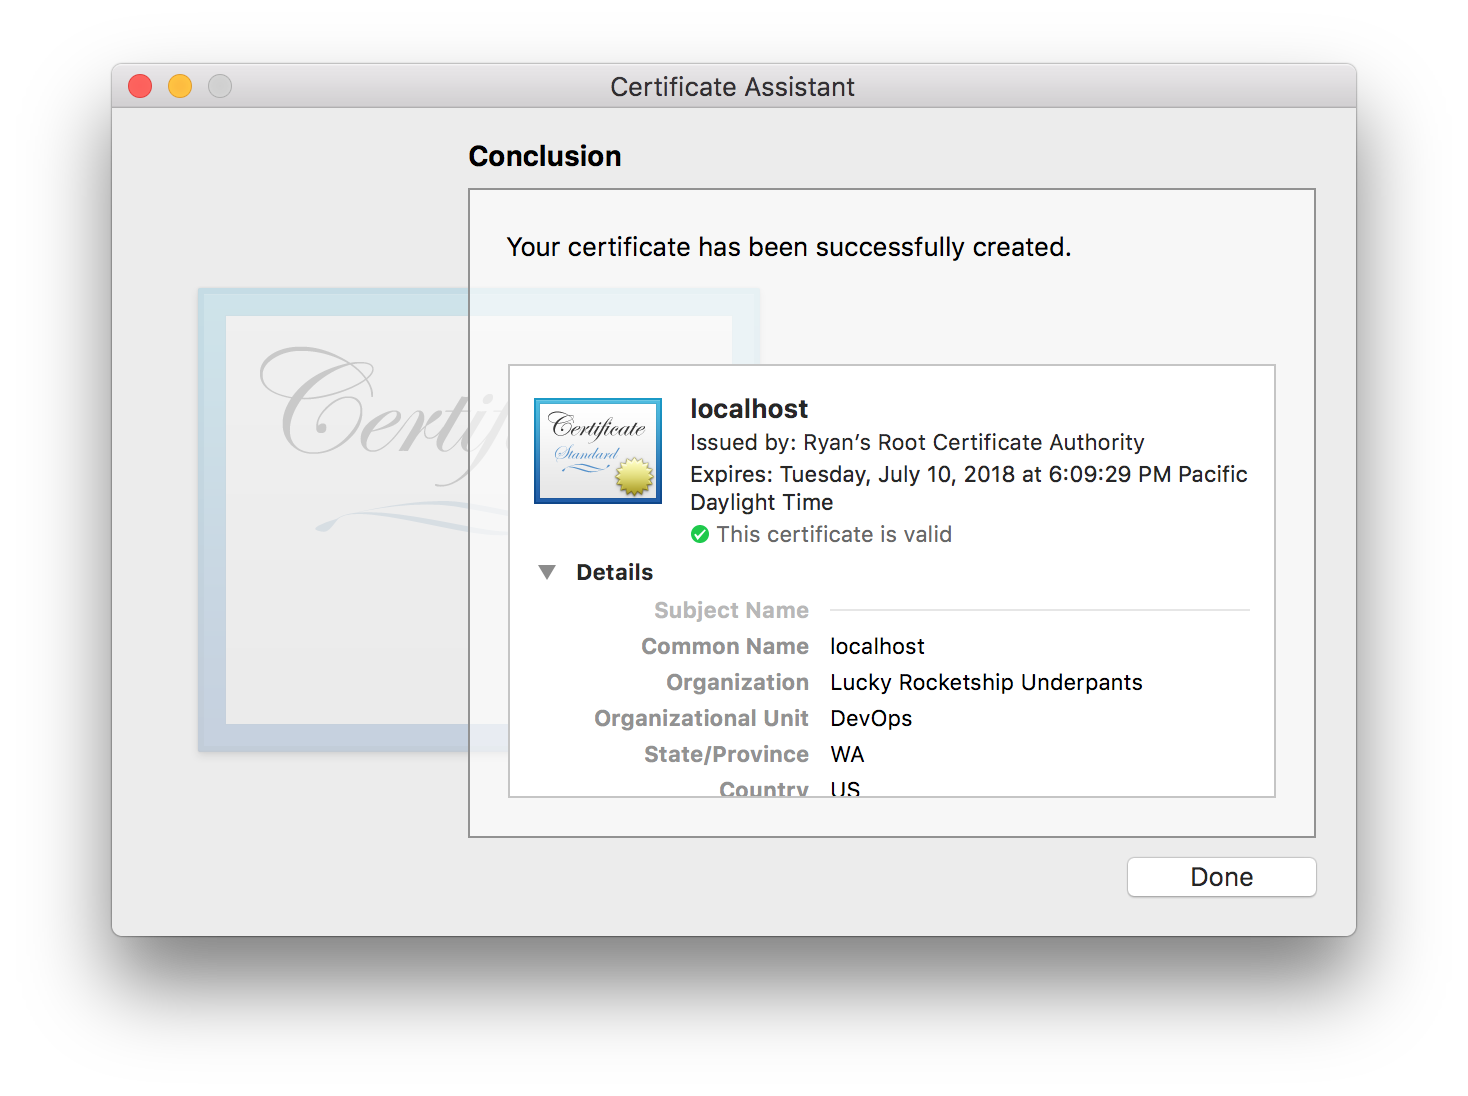 Certificate Assistant
Conclusion
Your certificate has been successfully created.
Certif
Certificate
Standard
localhost
Issued by: Ryan’s Root Certificate Authority
Expires: Tuesday, July 10, 2018 at 6:09:29 PM Pacific
Daylight Time
This certificate is valid
Details
Subject Name
Common Name localhost
Organization Lucky Rocketship Underpants
Organizational Unit DevOps
State/Province WA
Country US
Done